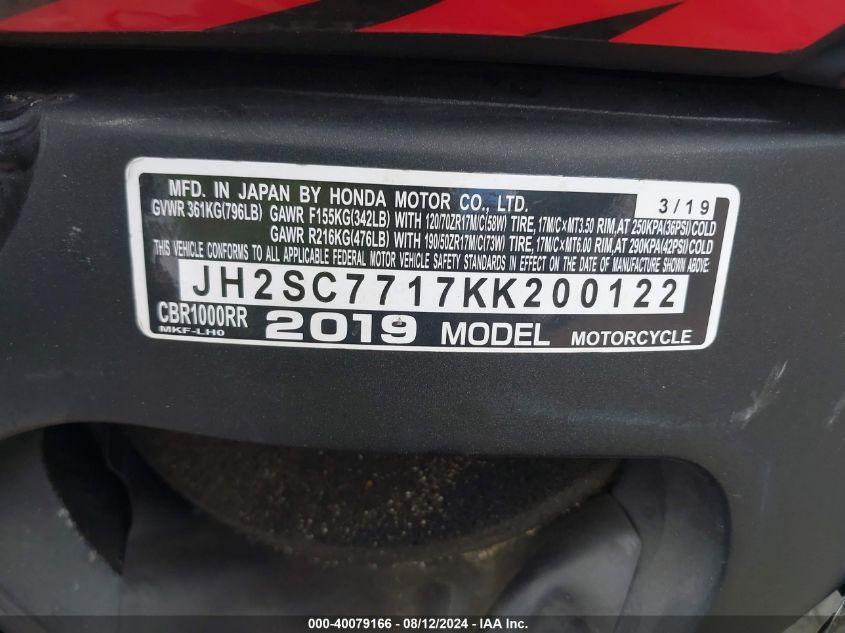 MFD. IN JAPAN BY HONDA MOTOR CO., LTD. 3/19
GVWR 361KG(796LB) GAWR F155KG(342LB) WITH 120/70ZR17M/C(58W) TIRE, 17M/C×MT3.50 RIM, AT 250KPA(36PSI)COLD
GAWR R216KG(476LB) WITH 190/50ZR17M/C(73W) TIRE, 17M/C×MT6.00 RIM, AT 290KPA(42PSI)COLD
THIS VEHICLE CONFORMS TO ALL APPLICABLE FEDERAL MOTOR VEHICLE SAFETY STANDARDS IN EFFECT ON THE DATE OF MANUFACTURE SHOWN ABOVE.
JH2SC7717KK200122
CBR1000RR 2019 MODEL MOTORCYCLE
MKF-LH0
000-40079166 - 08/12/2024 - IAA Inc.